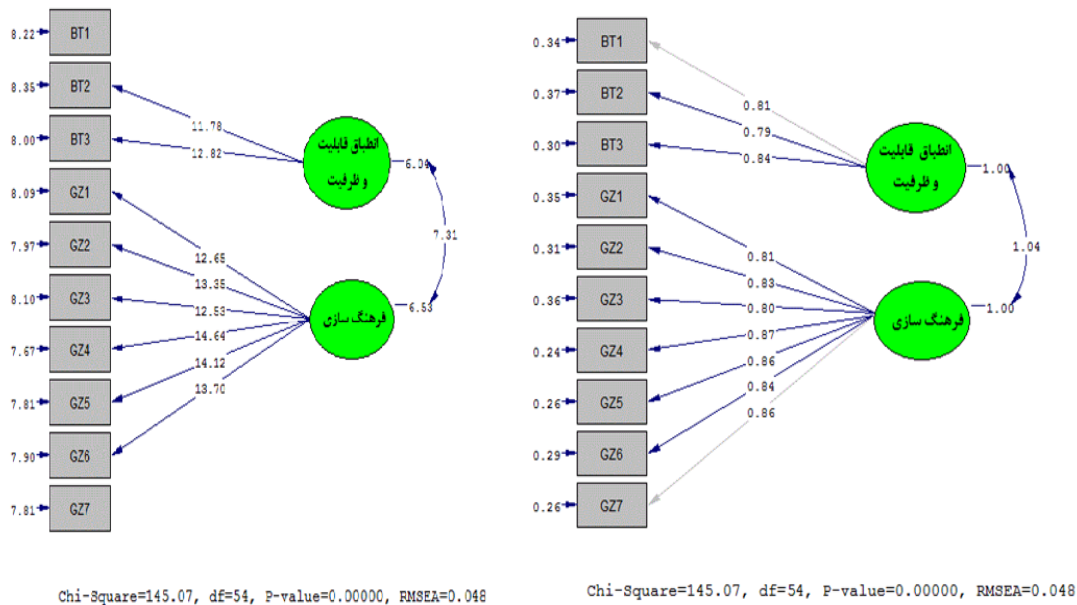 8.22
BT1
8.35
BT2
8.00
BT3
8.09
GZ1
7.97
GZ2
8.10
GZ3
7.67
GZ4
7.81
GZ5
7.90
GZ6
7.81
GZ7
11.78
12.82
12.65
13.35
12.53
14.64
14.12
13.70
انطباق قابلیت
و ظرفیت
6.04
7.31
فرهنگ سازی
6.53
Chi-Square=145.07, df=54, P-value=0.00000, RMSEA=0.048
0.34
BT1
0.37
BT2
0.30
BT3
0.35
GZ1
0.31
GZ2
0.36
GZ3
0.24
GZ4
0.26
GZ5
0.29
GZ6
0.26
GZ7
0.81
0.79
0.84
0.81
0.83
0.80
0.87
0.86
0.84
0.86
انطباق قابلیت
و ظرفیت
1.00
1.04
فرهنگ سازی
1.00
Chi-Square=145.07, df=54, P-value=0.00000, RMSEA=0.048